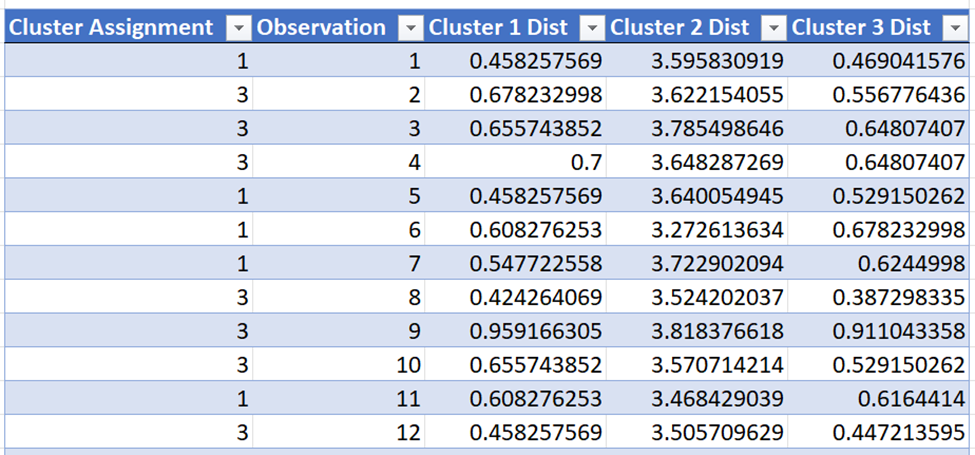 Cluster Assignment Observation Cluster 1 Dist Cluster 2 Dist Cluster 3 Dist
1 1 0.458257569 3.595830919 0.469041576
3 2 0.678232998 3.622154055 0.556776436
3 3 0.655743852 3.785498646 0.64807407
3 4 0.7 3.648287269 0.64807407
1 5 0.458257569 3.640054945 0.529150262
1 6 0.608276253 3.272613634 0.678232998
1 7 0.547722558 3.722902094 0.6244998
3 8 0.424264069 3.524202037 0.387298335
3 9 0.959166305 3.818376618 0.911043358
3 10 0.655743852 3.570714214 0.529150262
1 11 0.608276253 3.468429039 0.6164414
3 12 0.458257569 3.505709629 0.447213595